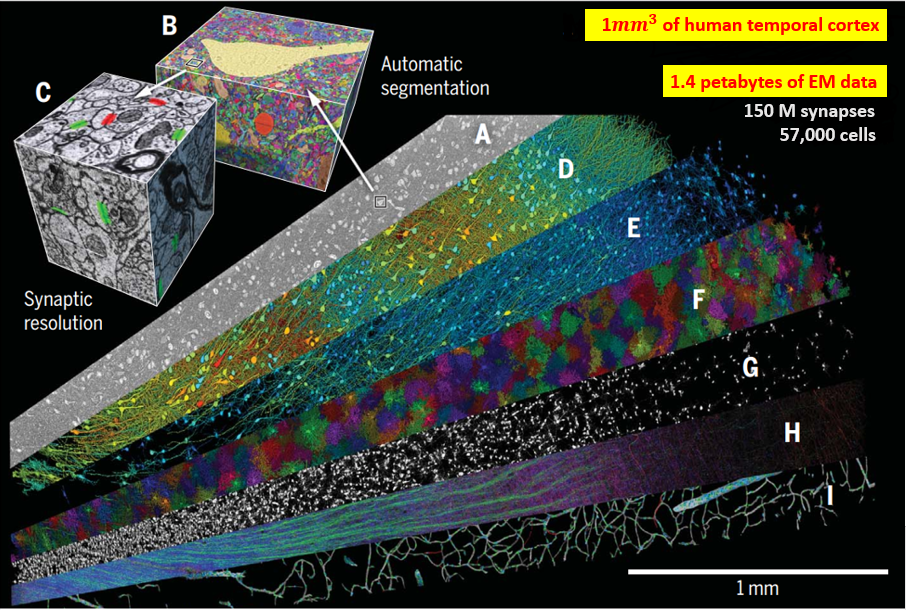 1mm³ of human temporal cortex
1.4 petabytes of EM data
150 M synapses
57,000 cells
B
Automatic
segmentation
C
A
D
E
Synaptic
resolution
F
G
H
I
1 mm